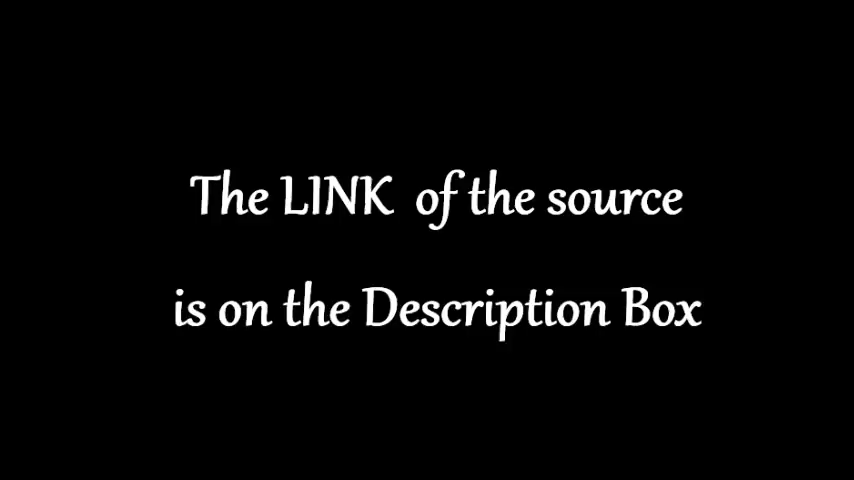 The LINK of the source
is on the Description Box